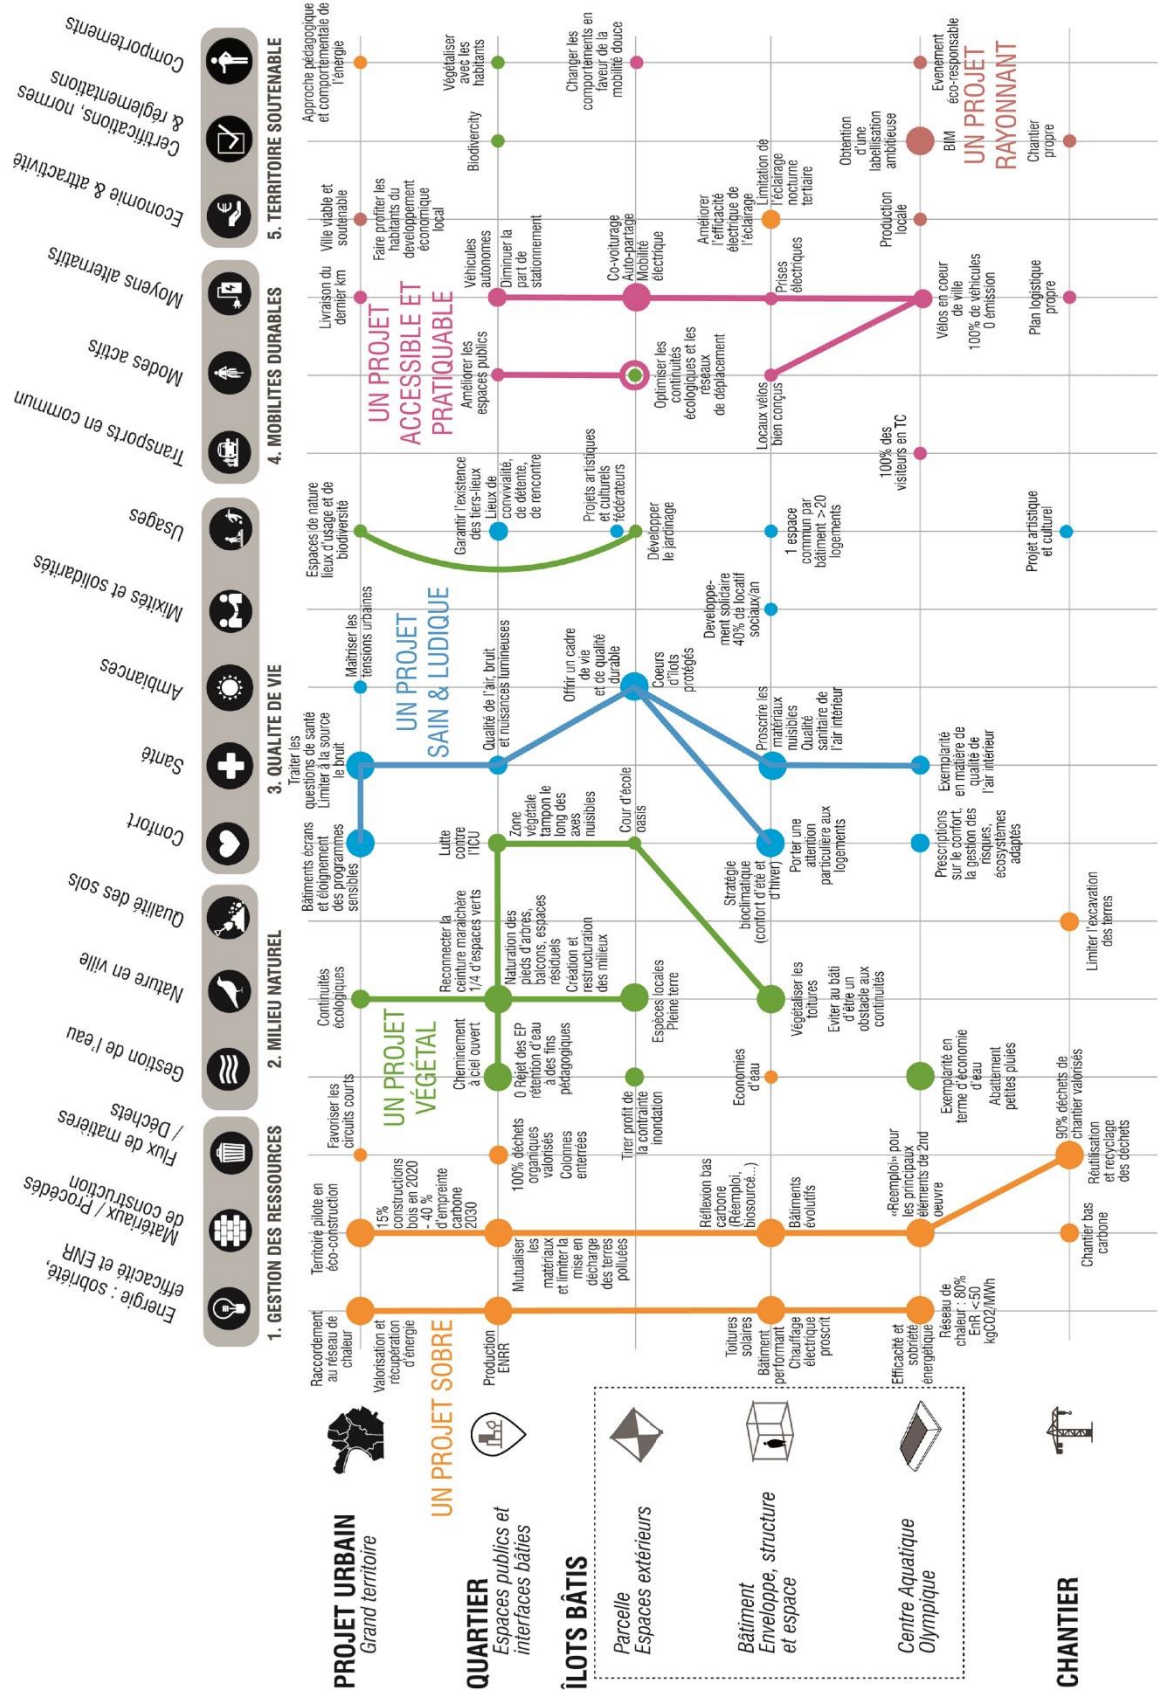 Energie : sobriété,
efficacité et ENR
Matériaux / Procédés
de construction
Flux de matières
/ Déchets
Gestion de l'eau
Nature en ville
Qualité des sols
Confort
Santé
Ambiances
Mixités et solidarités
Usages
Transports en commun
Modes actifs
Moyens alternatifs
Economie & attractivité
Certifications, normes
& réglementations
Comportements
1. GESTION DES RESSOURCES
2. MILIEU NATUREL
3. QUALITE DE VIE
4. MOBILITES DURABLES
5. TERRITOIRE SOUTENABLE
PROJET URBAIN
Grand territoire
Raccordement
au réseau de
chaleur
Valorisation et
récupération
d'énergie
Territoire pilote en
éco-construction
15%
constructions
bois en 2020
- 40 %
d'empreinte
carbone
2030
Favoriser les
circuits courts
Continuités
écologiques
Bâtiments écrans
et éloignement
des programmes
sensibles
Traiter les
questions de santé
Limiter à la source
le bruit
Maîtriser les
tensions urbaines
Espaces de nature
lieux d'usage et de
biodiversité
Livraison du
dernier km
Ville viable et
soutenable
Faire profiter les
habitants du
developpement
économique
local
Approche pédagogique
et comportementale de
l'énergie
UN PROJET SOBRE
UN PROJET
VÉGÉTAL
UN PROJET
SAIN & LUDIQUE
UN PROJET
ACCESSIBLE ET
PRATIQUABLE
QUARTIER
Espaces publics et
interfaces bâties
Production
ENRR
Mutualiser
les
matériaux
et limiter la
mise en
décharge
des terres
polluées
100% déchets
organiques
valorisés
Colonnes
enterrées
Cheminement
à ciel ouvert
0 Rejet des EP
rétention d'eau
à des fins
pédagogiques
Reconnecter la
ceinture maraîchère
1/4 d'espaces verts
Naturation des
pieds d'arbres,
balcons, espaces
résiduels
Création et
restructuration
des milieux
Lutte
contre
l'ICU
Zone
végétale
tampon le
long des
axes
nuisibles
Qualité de l'air, bruit
et nuisances lumineuses
Garantir l'existence
des tiers-lieux
Lieux de
convivialité,
de détente,
de rencontre
Améliorer les
espaces publics
Véhicules
autonomes
Diminuer la
part de
stationnement
Biodivercity
Végétaliser
avec les
habitants
ÎLOTS BÂTIS
Parcelle
Espaces extérieurs
Tirer profit de
la contrainte
inondation
Espèces locales
Pleine terre
Cour d'école
oasis
Offrir un cadre
de vie
et de qualité
durable
Coeurs
d'îlots
protégés
Projets artistiques
et culturels
fédérateurs
Développer
le jardinage
Optimiser les
continuités
écologiques et les
réseaux
de déplacement
Co-voiturage
Auto-partage
Mobilité
électrique
Changer les
comportements en
faveur de la
mobilité douce
Bâtiment
Enveloppe, structure
et espace
Toitures
solaires
Bâtiment
performant
Chauffage
électrique
proscrit
Réflexion bas
carbone
(Réemploi,
biosourcé...)
Bâtiments
évolutifs
Economies
d'eau
Végétaliser les
toitures
Eviter au bâti
d'être un
obstacle aux
continuités
Stratégie
bioclimatique
(confort d'été et
d'hiver)
Porter une
attention
particulière aux
logements
Proscrire les
matériaux
nuisibles
Qualité
sanitaire de
l'air intérieur
Developpe-
ment solidaire
40% de locatif
sociaux/an
1 espace
commun par
bâtiment >20
logements
Locaux vélos
bien conçus
Prises
électriques
Améliorer
l'efficacité
électrique de
l'éclairage
Limitation de
l'éclairage
nocturne
tertiaire
Centre Aquatique
Olympique
Efficacité et
sobriété
énergétique
Réseau de
chaleur : 80%
EnR <50
kgCO2/MWh
«Reemploi» pour
les principaux
éléments de 2nd
oeuvre
Exemplarité en
terme d'économie
d'eau
Abattement
petites pluies
Prescriptions
sur le confort,
la gestion des
risques,
écosystèmes
adaptés
Exemplarité
en matière de
qualité de
l'air intérieur
100% des
visiteurs en TC
Vélos en coeur
de ville
100% de véhicules
0 émission
Production
locale
Obtention
d'une
labellisation
ambitieuse
BIM
Evenement
éco-responsable
UN PROJET
RAYONNANT
CHANTIER
Chantier bas
carbone
90% déchets de
chantier valorisés
Réutilisation
et recyclage
des déchets
Limiter l'excavation
des terres
Projet artistique
et culturel
Plan logistique
propre
Chantier
propre